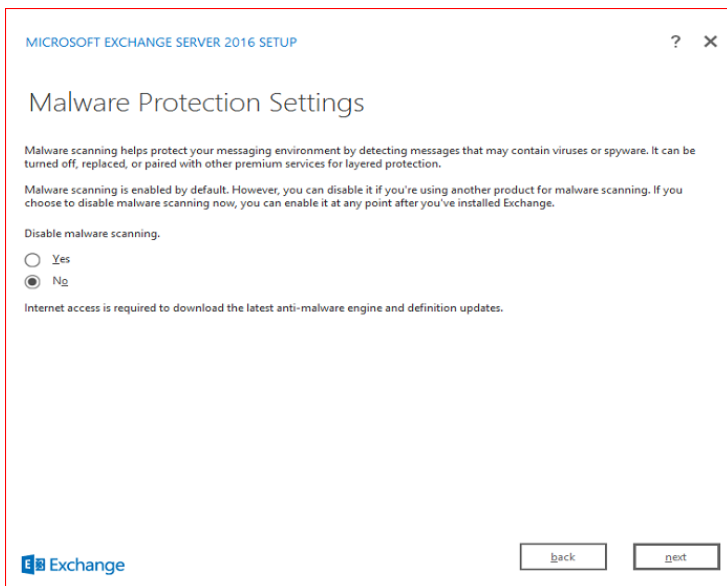 MICROSOFT EXCHANGE SERVER 2016 SETUP
? ✕
Malware Protection Settings
Malware scanning helps protect your messaging environment by detecting messages that may contain viruses or spyware. It can be
turned off, replaced, or paired with other premium services for layered protection.
Malware scanning is enabled by default. However, you can disable it if you're using another product for malware scanning. If you
choose to disable malware scanning now, you can enable it at any point after you've installed Exchange.
Disable malware scanning.
Yes
No
Internet access is required to download the latest anti-malware engine and definition updates.
E Exchange
back
next